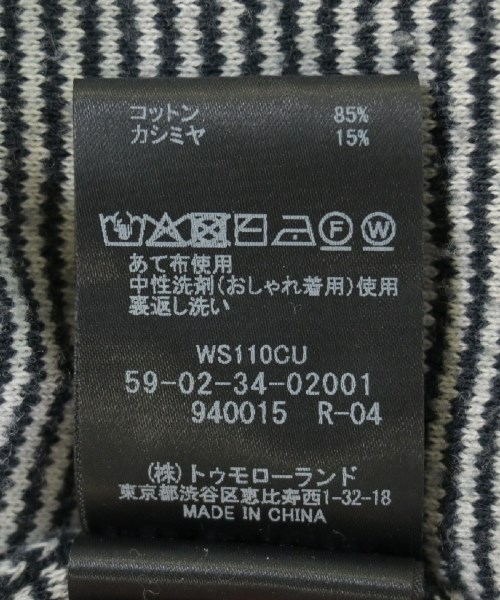 コットン 85%
カシミヤ 15%
F W
あて布使用
中性洗剤(おしゃれ着用)使用
裏返し洗い
WS110CU
59-02-34-02001
940015 R-04
(株)トゥモローランド
東京都渋谷区恵比寿西1-32-18
MADE IN CHINA